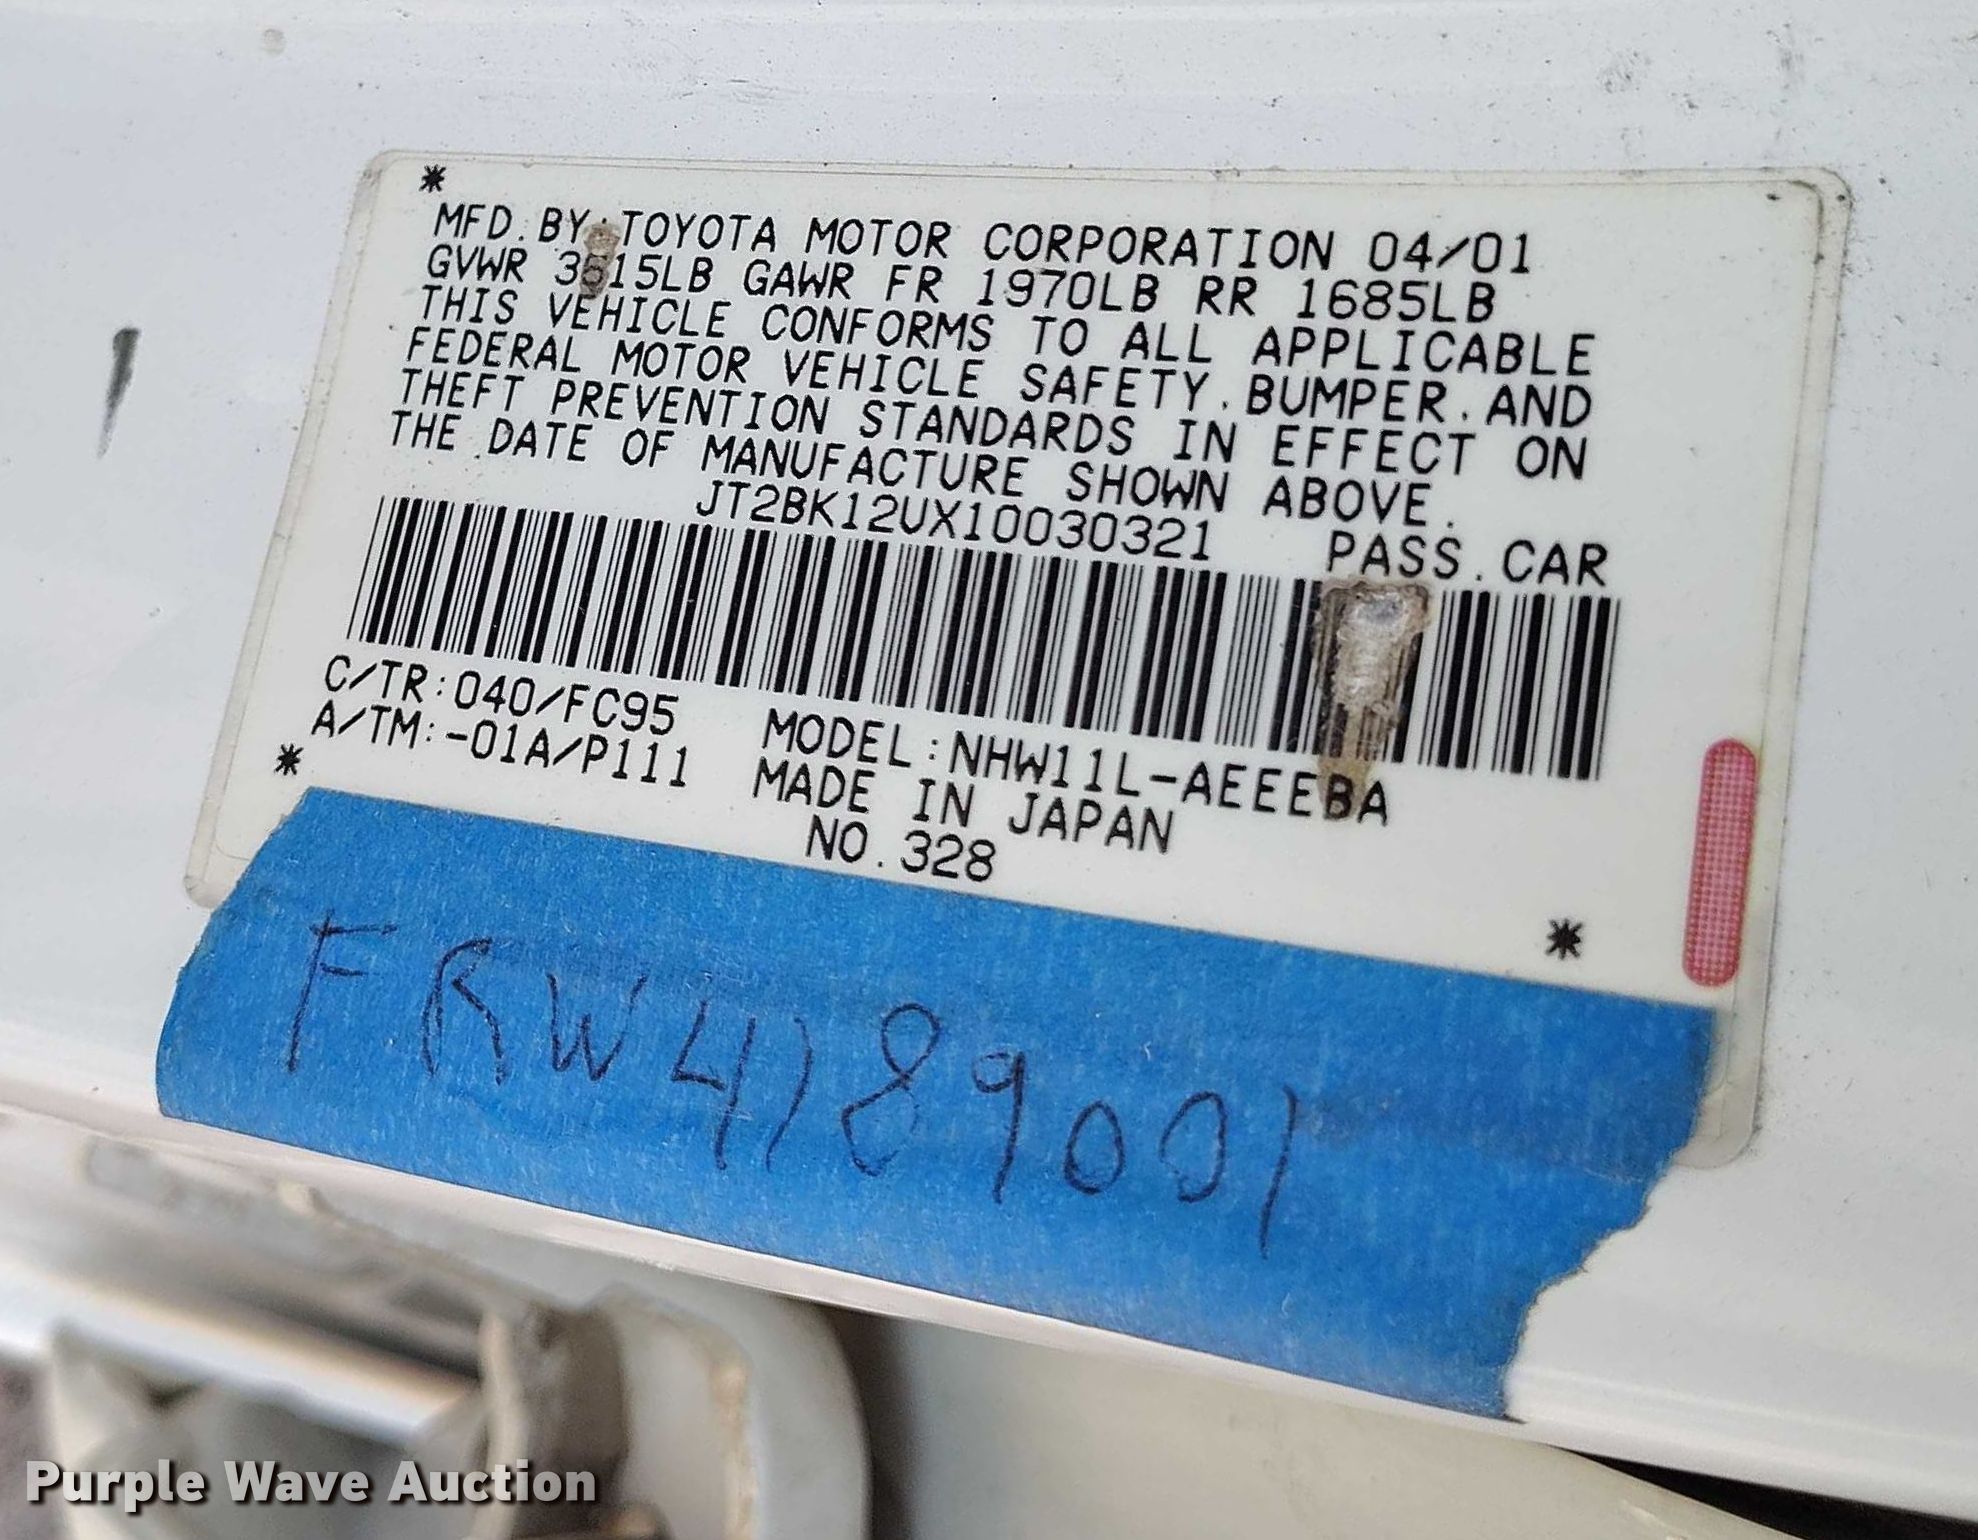 *
MFD. BY: TOYOTA MOTOR CORPORATION 04/01
GVWR 3615LB GAWR FR 1970LB RR 1685LB
THIS VEHICLE CONFORMS TO ALL APPLICABLE
FEDERAL MOTOR VEHICLE SAFETY. BUMPER. AND
THEFT PREVENTION STANDARDS IN EFFECT ON
THE DATE OF MANUFACTURE SHOWN ABOVE.
JT2BK12UX10030321 PASS. CAR
C/TR:040/FC95 MODEL:NHW11L-AEEEBA
A/TM:-01A/P111 MADE IN JAPAN
* NO. 328
*
FRW4189001
Purple Wave Auction